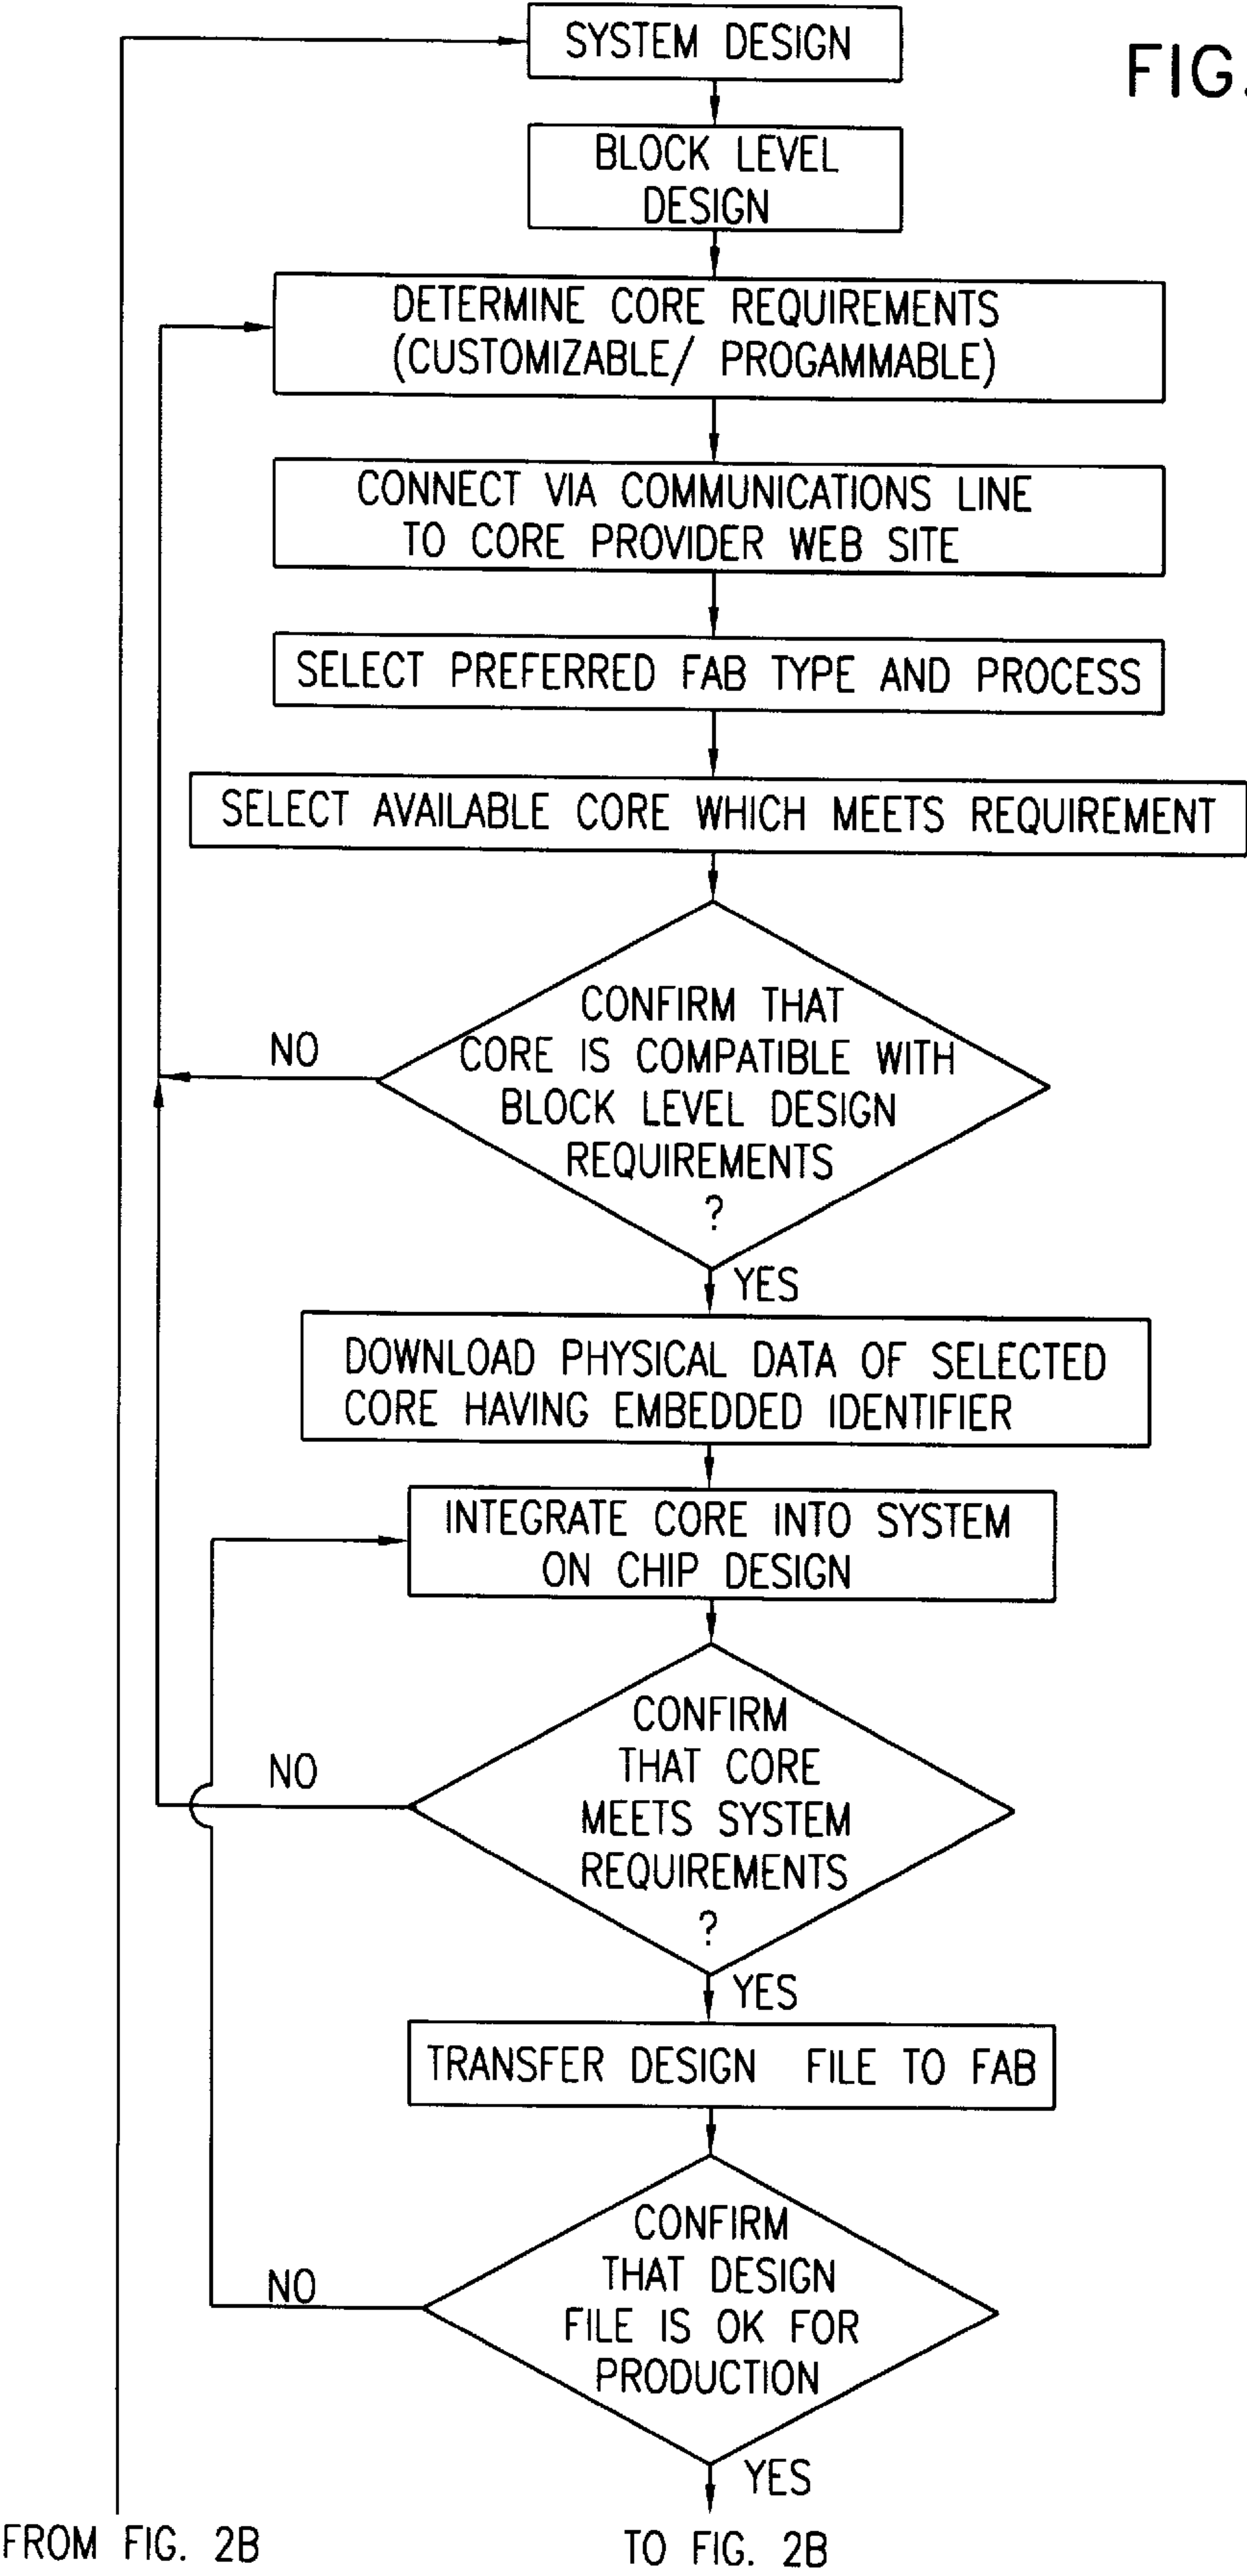 SYSTEM DESIGN
FIG.
BLOCK LEVEL
DESIGN
DETERMINE CORE REQUIREMENTS
(CUSTOMIZABLE/ PROGAMMABLE)
CONNECT VIA COMMUNICATIONS LINE
TO CORE PROVIDER WEB SITE
SELECT PREFERRED FAB TYPE AND PROCESS
SELECT AVAILABLE CORE WHICH MEETS REQUIREMENT
CONFIRM THAT
CORE IS COMPATIBLE WITH
BLOCK LEVEL DESIGN
REQUIREMENTS
?
NO
YES
DOWNLOAD PHYSICAL DATA OF SELECTED
CORE HAVING EMBEDDED IDENTIFIER
INTEGRATE CORE INTO SYSTEM
ON CHIP DESIGN
CONFIRM
THAT CORE
MEETS SYSTEM
REQUIREMENTS
?
NO
YES
TRANSFER DESIGN FILE TO FAB
CONFIRM
THAT DESIGN
FILE IS OK FOR
PRODUCTION
NO
YES
FROM FIG. 2B
TO FIG. 2B